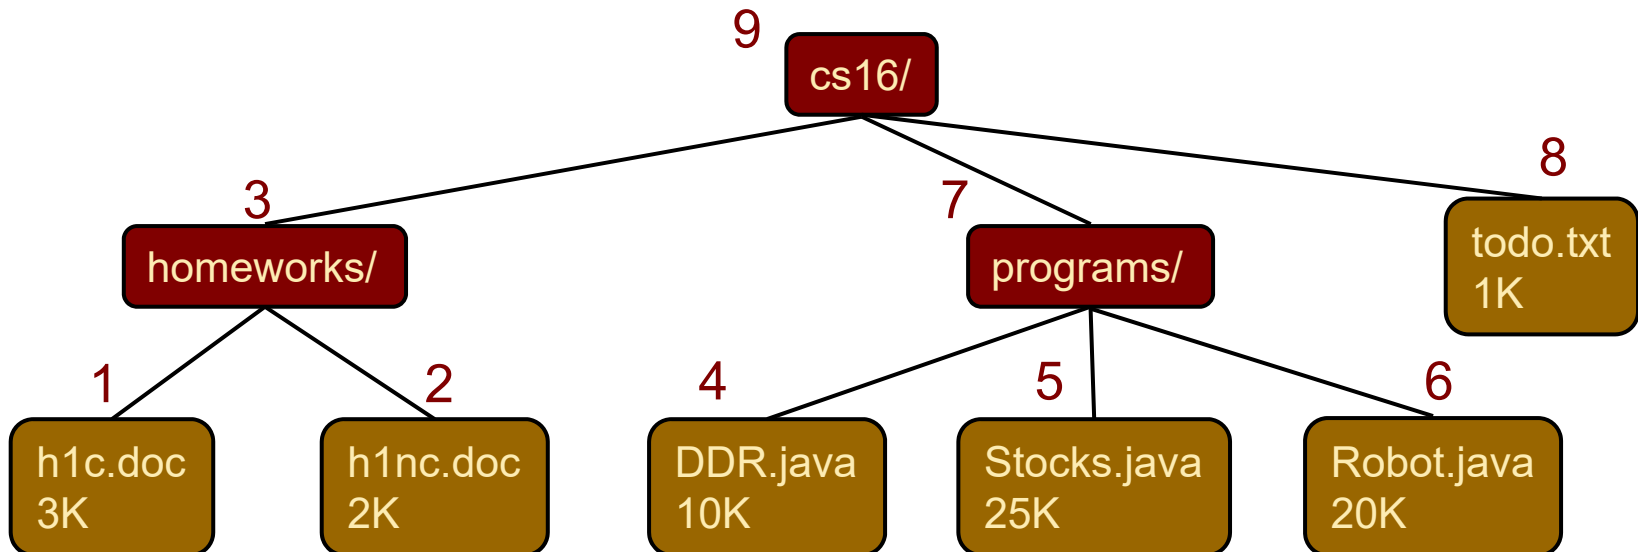 9
cs16/
8
3
7
homeworks/
programs/
todo.txt
1K
1
2
4
5
6
h1c.doc
3K
h1nc.doc
2K
DDR.java
10K
Stocks.java
25K
Robot.java
20K